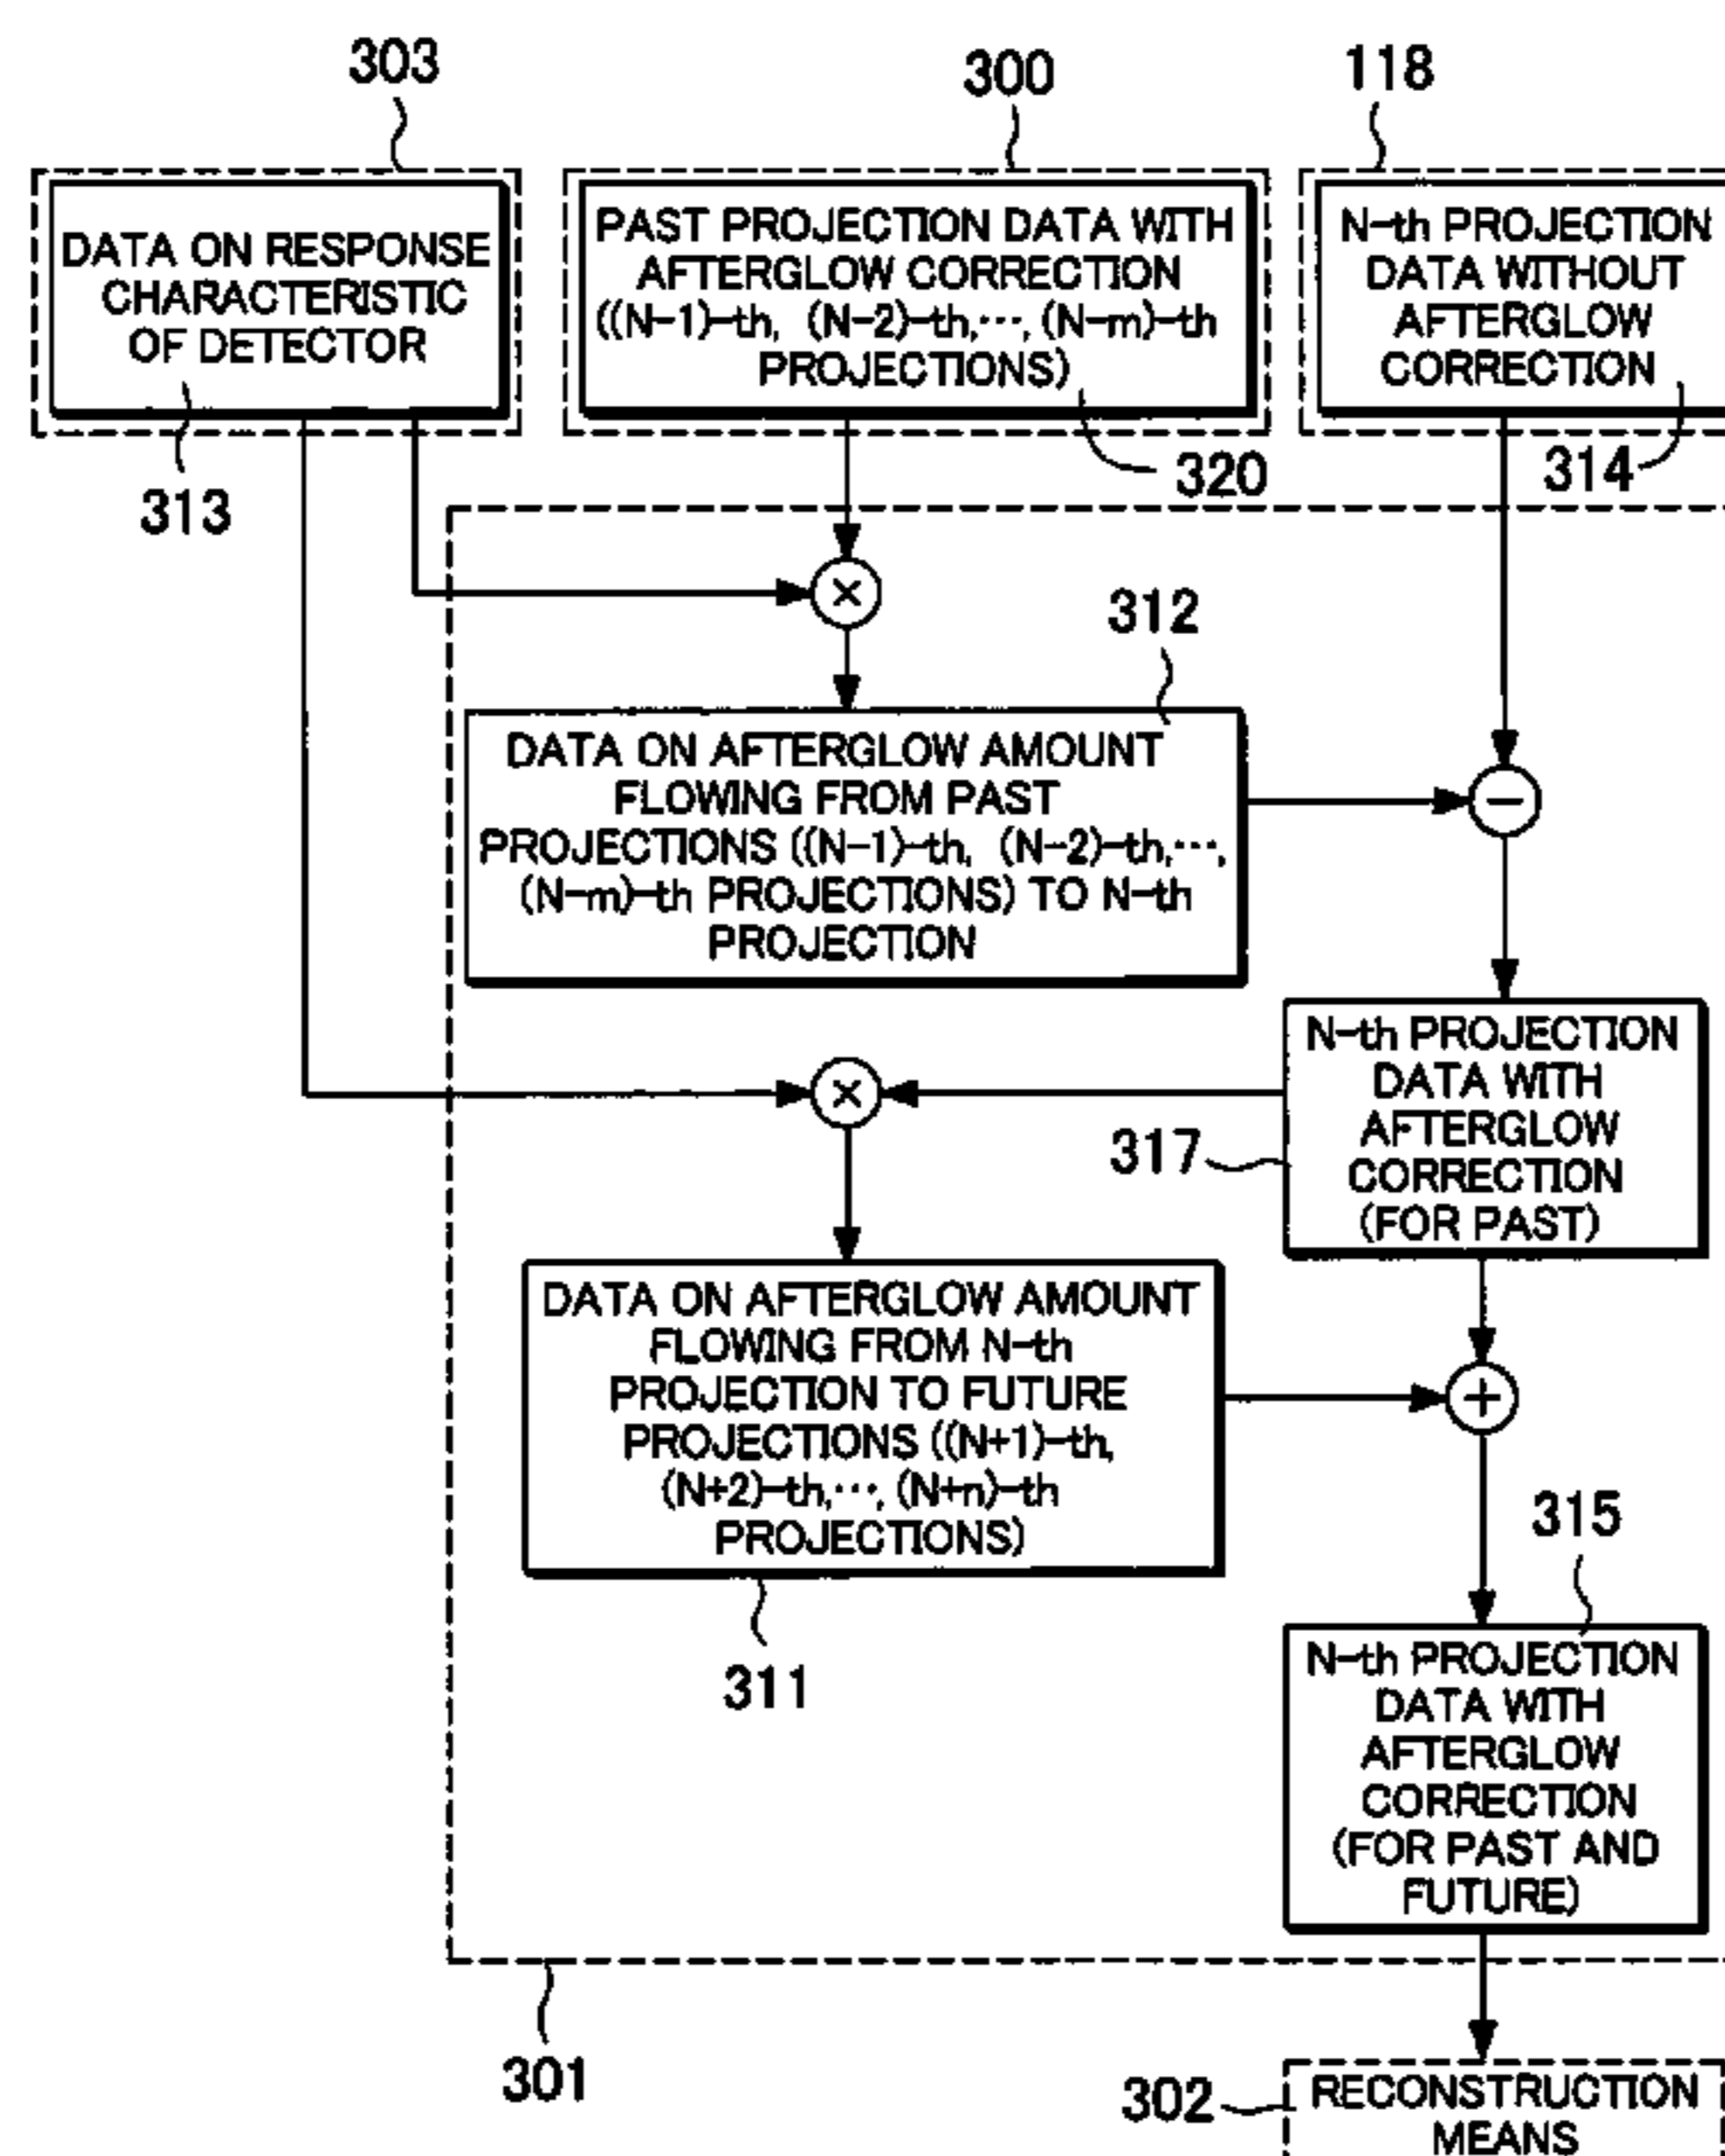 303
300
118
DATA ON RESPONSE
CHARACTERISTIC
OF DETECTOR
PAST PROJECTION DATA WITH
AFTERGLOW CORRECTION
((N-1)-th, (N-2)-th,···, (N-m)-th
PROJECTIONS)
N-th PROJECTION
DATA WITHOUT
AFTERGLOW
CORRECTION
313
320
314
×
312
DATA ON AFTERGLOW AMOUNT
FLOWING FROM PAST
PROJECTIONS ((N-1)-th, (N-2)-th,···,
(N-m)-th PROJECTIONS) TO N-th
PROJECTION
−
N-th PROJECTION
DATA WITH
AFTERGLOW
CORRECTION
(FOR PAST)
×
317
DATA ON AFTERGLOW AMOUNT
FLOWING FROM N-th
PROJECTION TO FUTURE
PROJECTIONS ((N+1)-th,
(N+2)-th,···, (N+n)-th
PROJECTIONS)
+
311
315
N-th PROJECTION
DATA WITH
AFTERGLOW
CORRECTION
(FOR PAST AND
FUTURE)
301
302
RECONSTRUCTION
MEANS